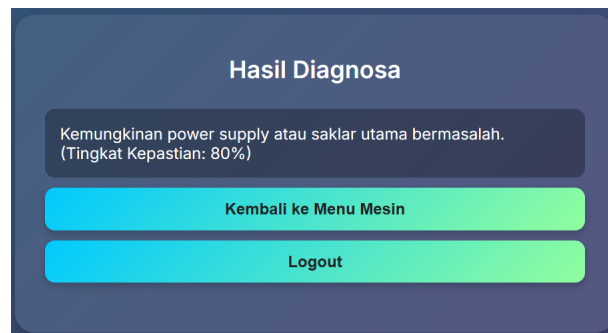 Hasil Diagnosa
Kemungkinan power supply atau saklar utama bermasalah.
(Tingkat Kepastian: 80%)
Kembali ke Menu Mesin
Logout